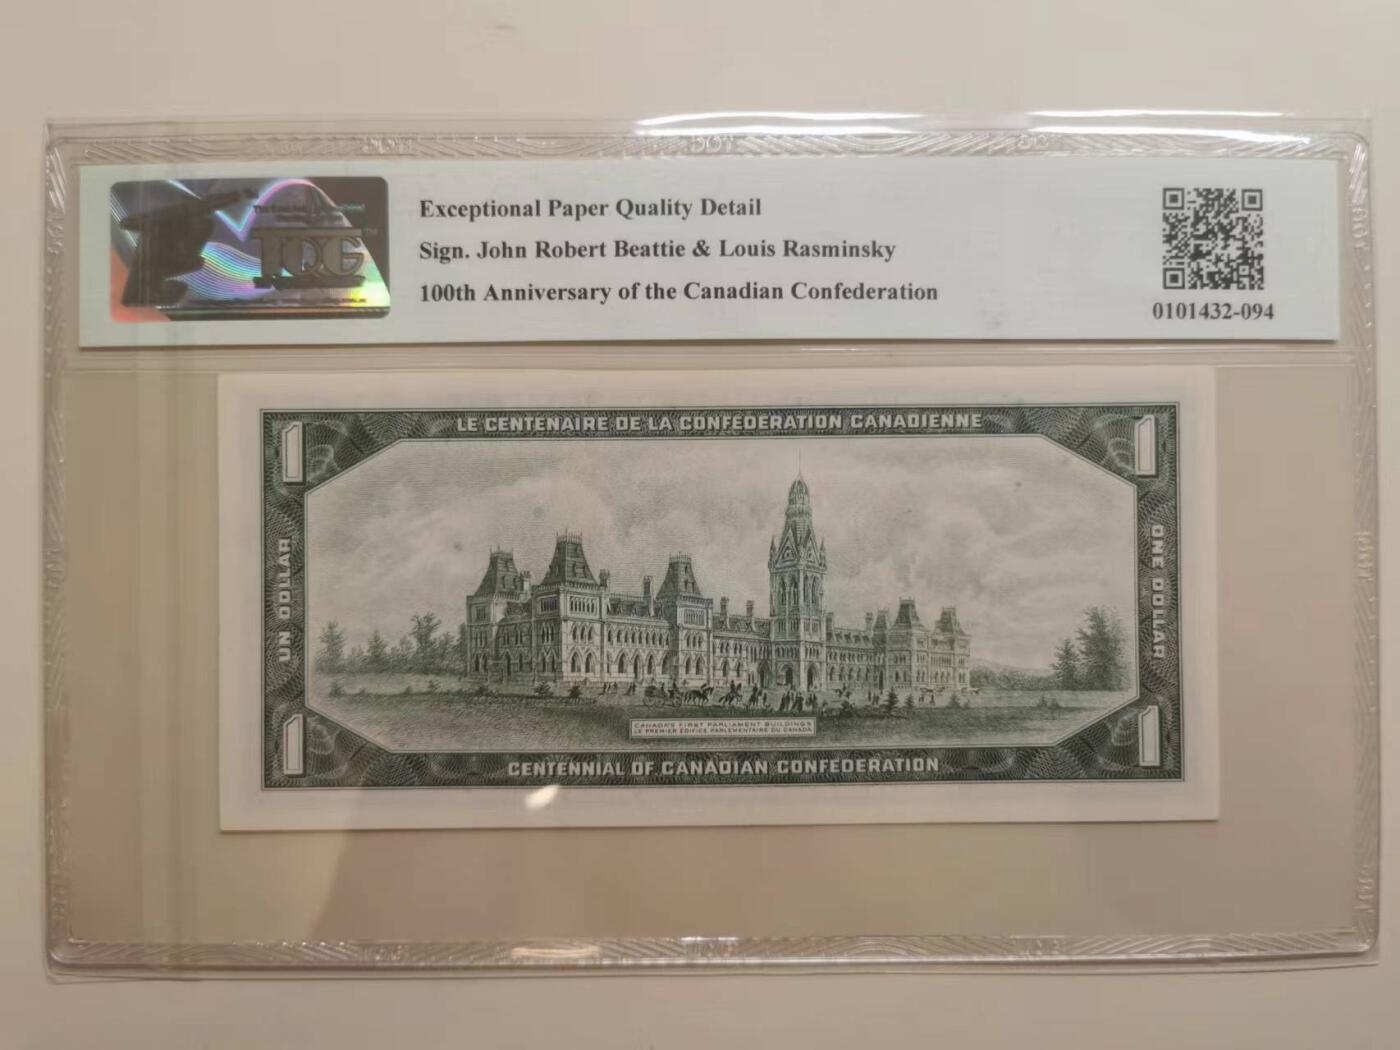 TQG™
Exceptional Paper Quality Detail
Sign. John Robert Beattie & Louis Rasminsky
100th Anniversary of the Canadian Confederation
0101432-094
1
LE CENTENAIRE DE LA CONFEDERATION CANADIENNE
1
UN DOLLAR
ONE DOLLAR
CANADA'S FIRST PARLIAMENT BUILDINGS
LE PREMIER EDIFICE PARLEMENTAIRE DU CANADA
1
CENTENNIAL OF CANADIAN CONFEDERATION
1